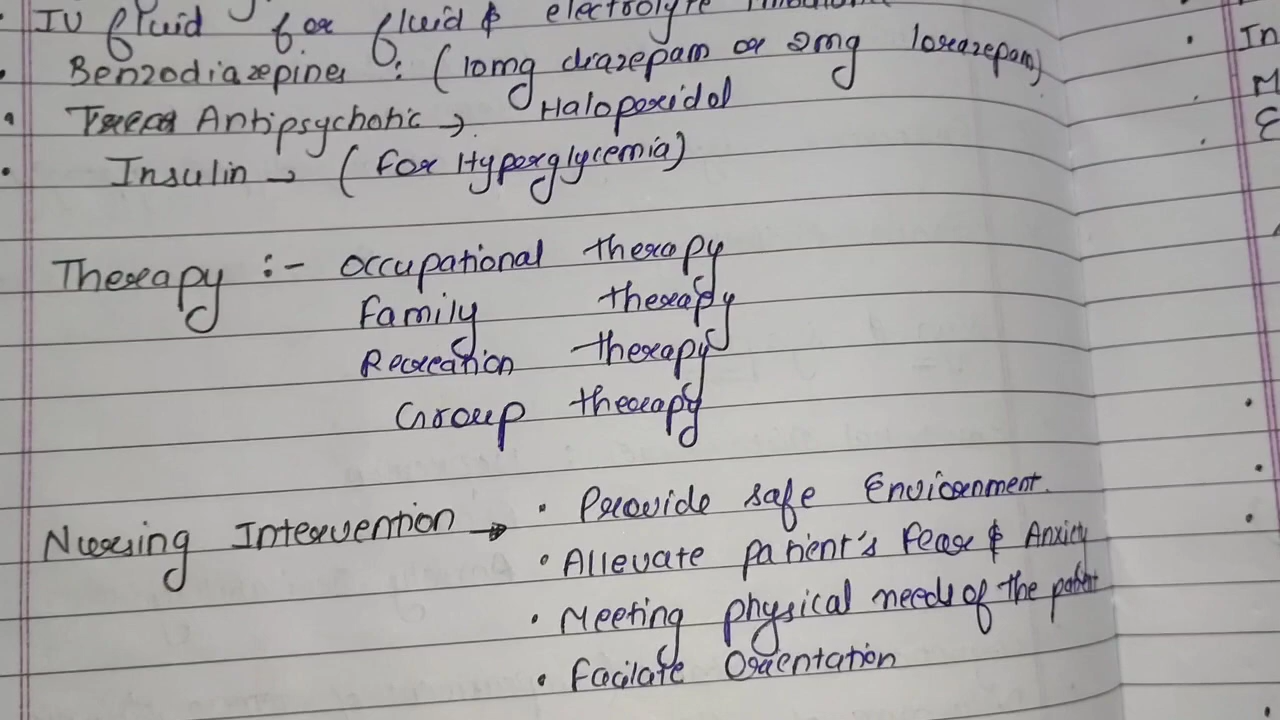 IV fluid for fluid & electrolyte
• Benzodiazepines : (10mg diazepam or 2mg lorazepam)
• Antipsychotic → Haloperidol
• Insulin → (for Hyperglycemia)
Therapy :- Occupational therapy
Family therapy
Recreation therapy
Group therapy
Nursing Intervention → • Provide safe Environment.
• Allevate patient's Fear & Anxiety
• Meeting physical needs of the patient
• Facilate Orientation
In
M